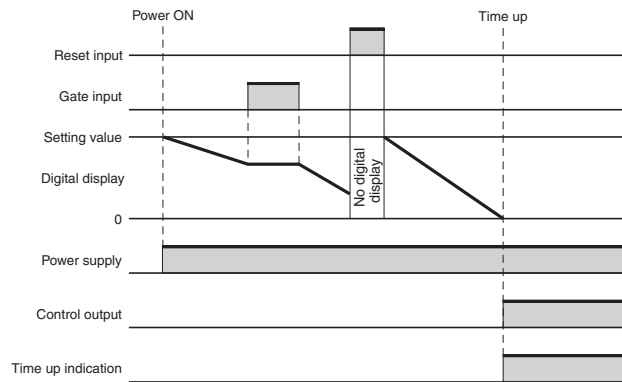 Power ON
Time up
Reset input
Gate input
Setting value
Digital display
No digital
display
0
Power supply
Control output
Time up indication